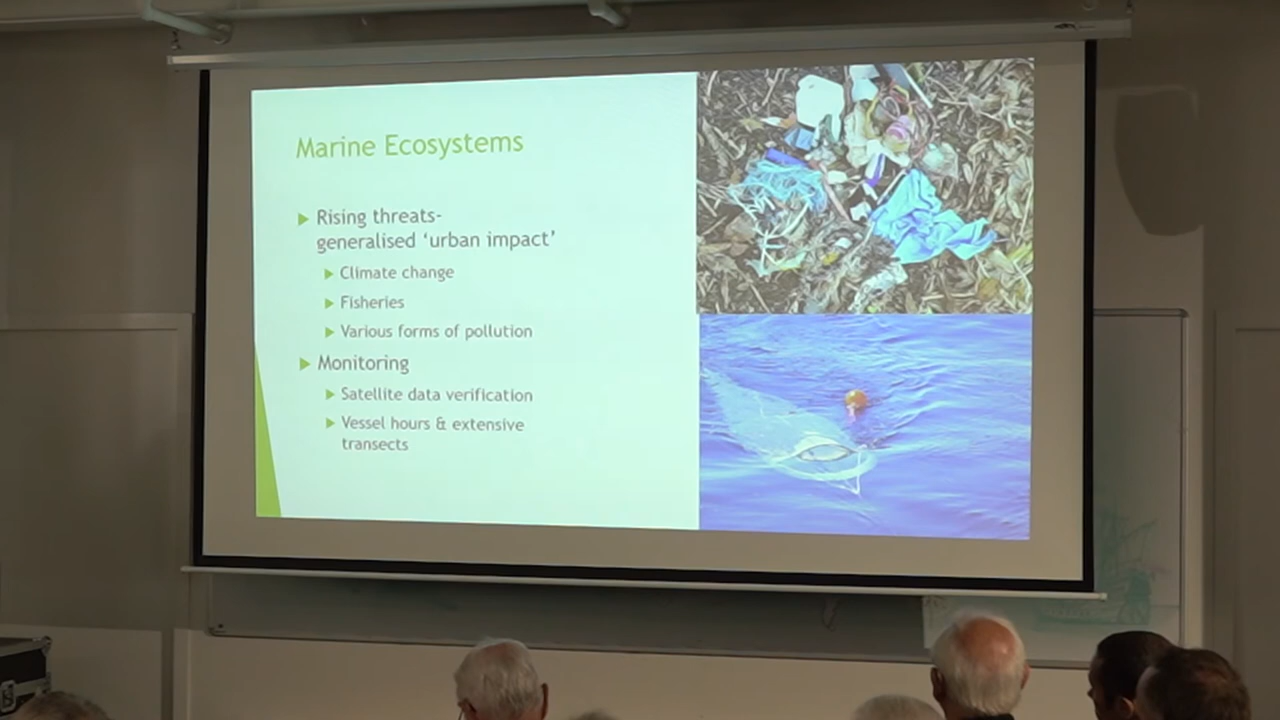 Marine Ecosystems
Rising threats-
generalised ‘urban impact’
Climate change
Fisheries
Various forms of pollution
Monitoring
Satellite data verification
Vessel hours & extensive
transects